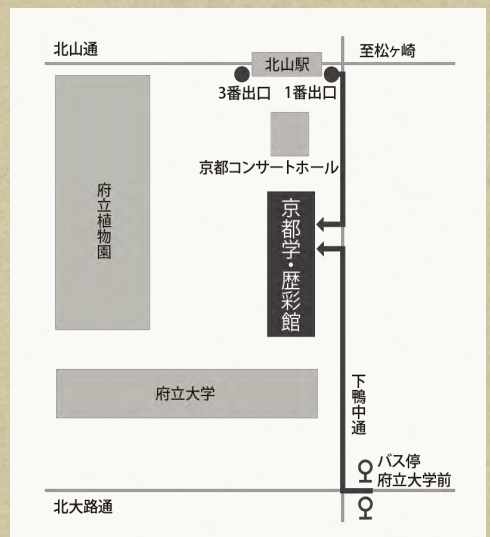 北山通
北山駅
至松ヶ崎
3番出口
1番出口
京都コンサートホール
府立植物園
京都学・歴彩館
府立大学
下鴨中通
バス停
府立大学前
北大路通